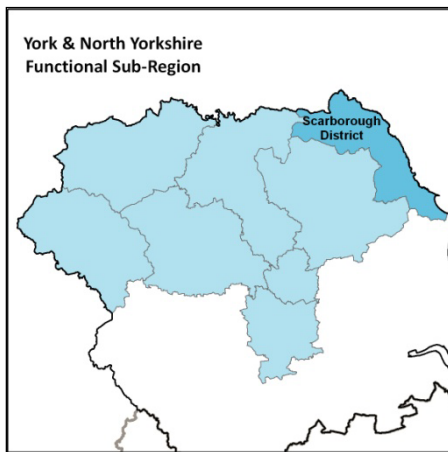 York & North Yorkshire
Functional Sub-Region
Scarborough
District